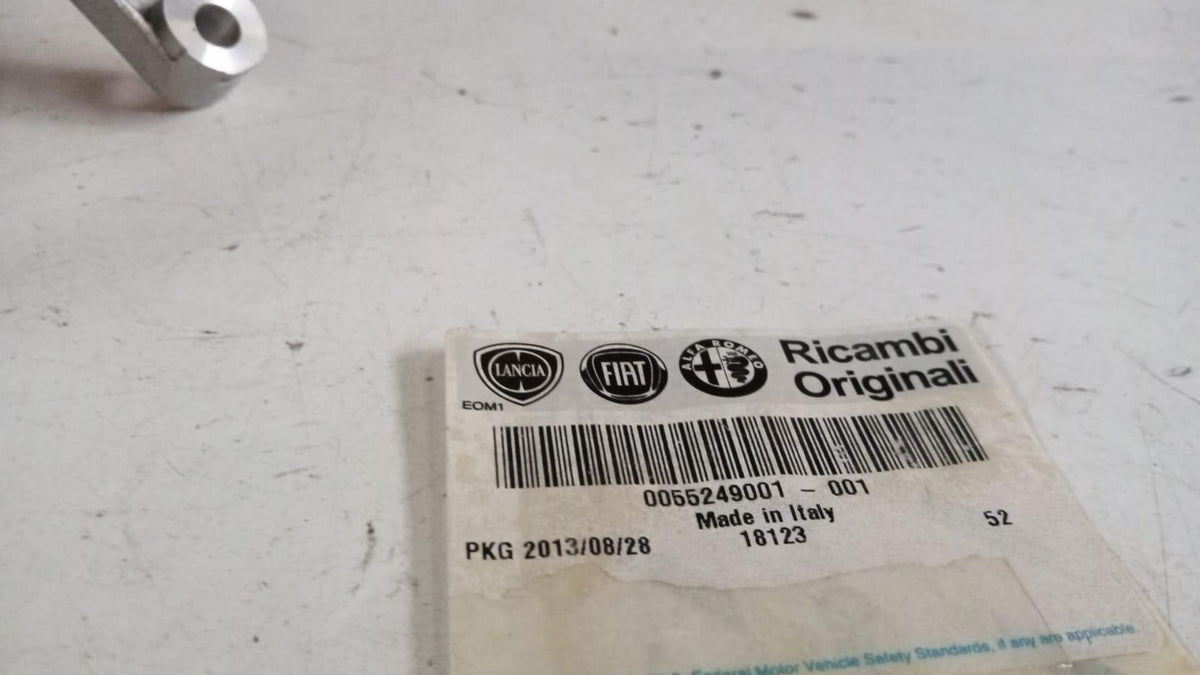 LANCIA
FIAT
ALFA ROMEO
Ricambi
Originali
EOM1
0055249001 - 001
Made in Italy
18123
52
PKG 2013/08/28
Federal Motor Vehicle Safety Standards, if any are applicable.